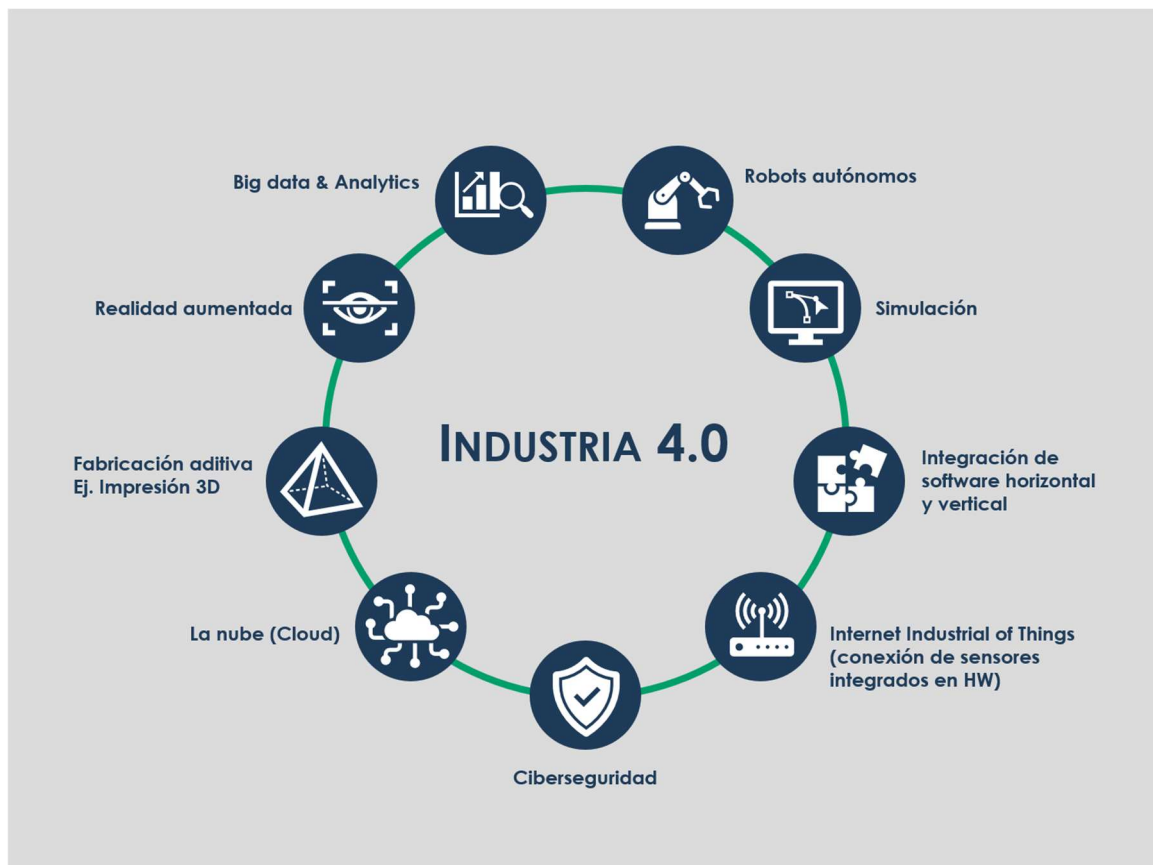 Big data & Analytics
Robots autónomos
Realidad aumentada
Simulación
INDUSTRIA 4.0
Fabricación aditiva
Ej. Impresión 3D
Integración de
software horizontal
y vertical
La nube (Cloud)
Internet Industrial of Things
(conexión de sensores
integrados en HW)
Ciberseguridad